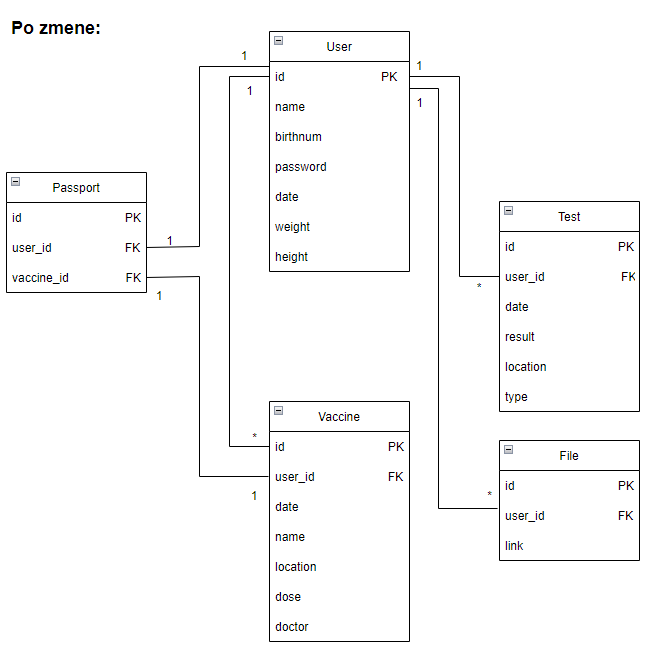 Po zmene:
User
id PK
name
birthnum
password
date
weight
height
1
1
1
1
Passport
id PK
user_id FK
vaccine_id FK
1
1
Test
id PK
user_id FK
date
result
location
type
*
Vaccine
id PK
user_id FK
date
name
location
dose
doctor
*
1
File
id PK
user_id FK
link
*